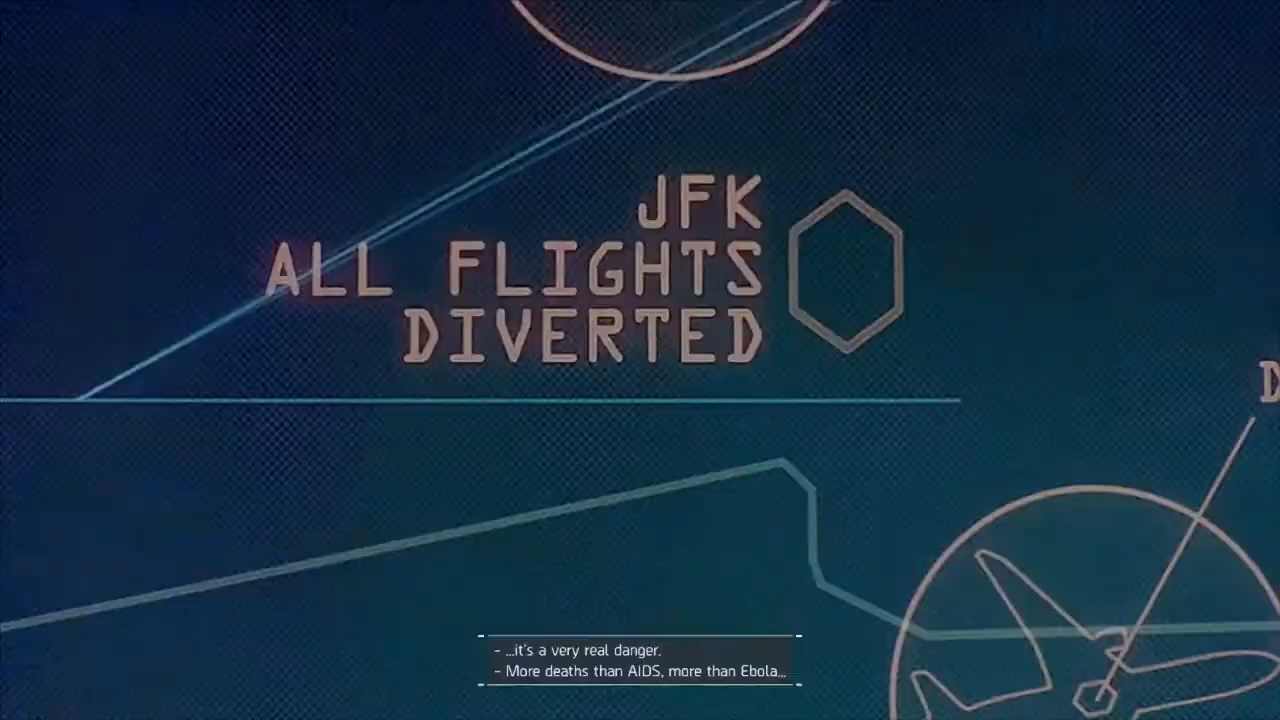 JFK
ALL FLIGHTS
DIVERTED
D
- ...it's a very real danger.
- More deaths than AIDS, more than Ebola...